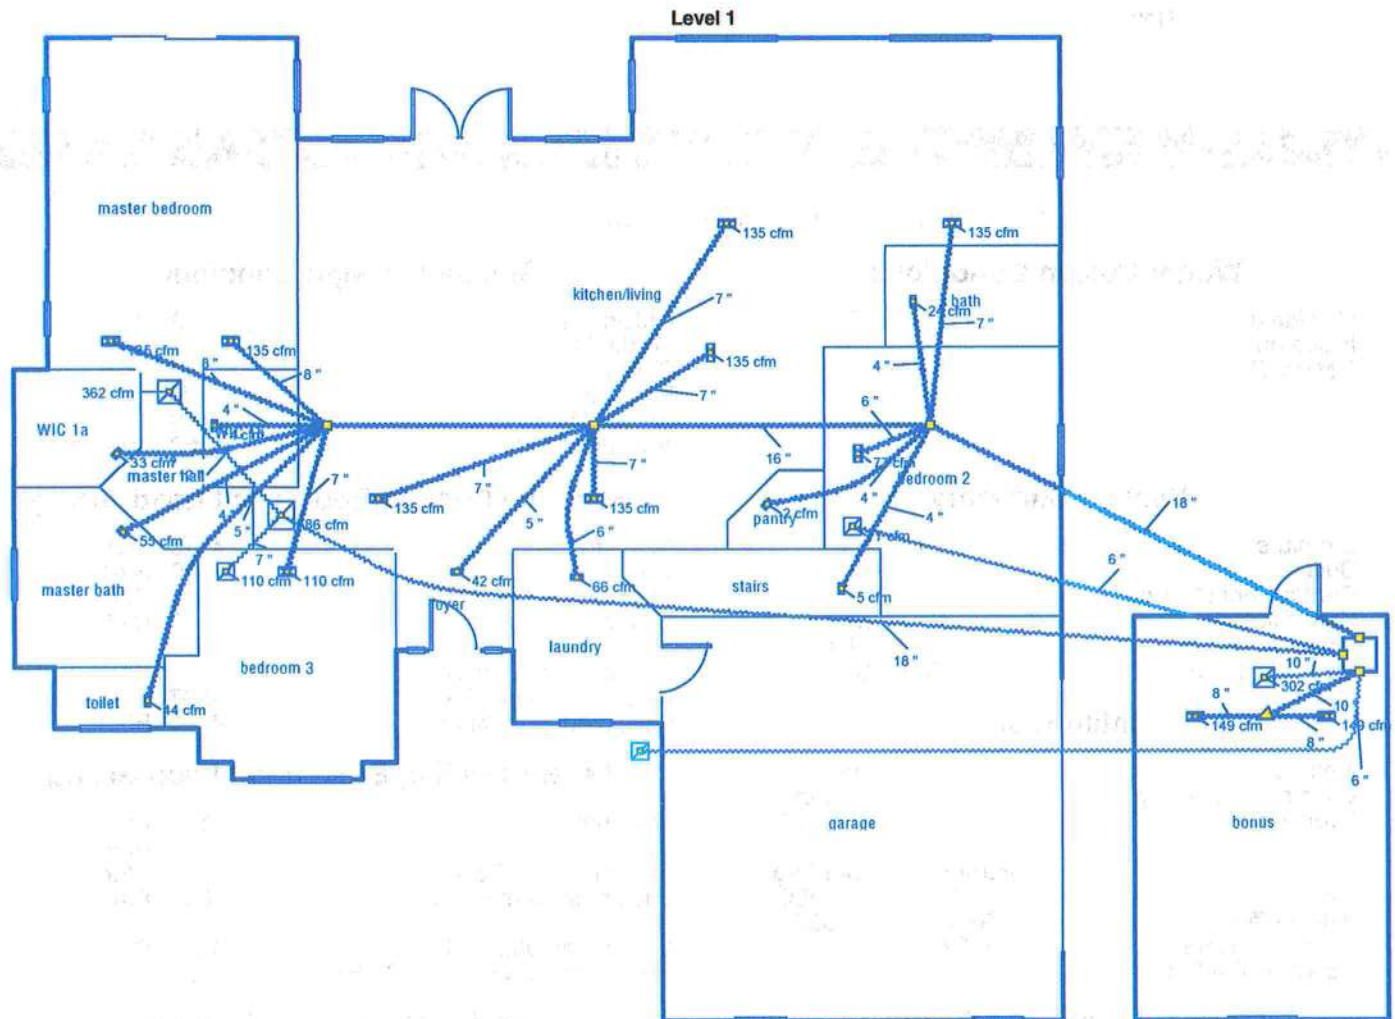 Level 1
master bedroom
135 cfm
135 cfm
kitchen/living
7 "
bath
24 cfm
7 "
135 cfm
135 cfm
8 "
8 "
362 cfm
7 "
4 "
4 "
6 "
WIC 1a
33 cfm
master hall
7 "
7 "
7 "
16 "
77 cfm
bedroom 2
4 "
4 "
18 "
4 "
5 "
135 cfm
5 "
135 cfm
2 cfm
pantry
6 "
55 cfm
7 "
6 "
110 cfm
110 cfm
42 cfm
66 cfm
stairs
5 cfm
master bath
laundry
bedroom 3
18 "
10 "
302 cfm
toilet
44 cfm
8 "
10 "
149 cfm
8 "
149 cfm
6 "
garage
bonus